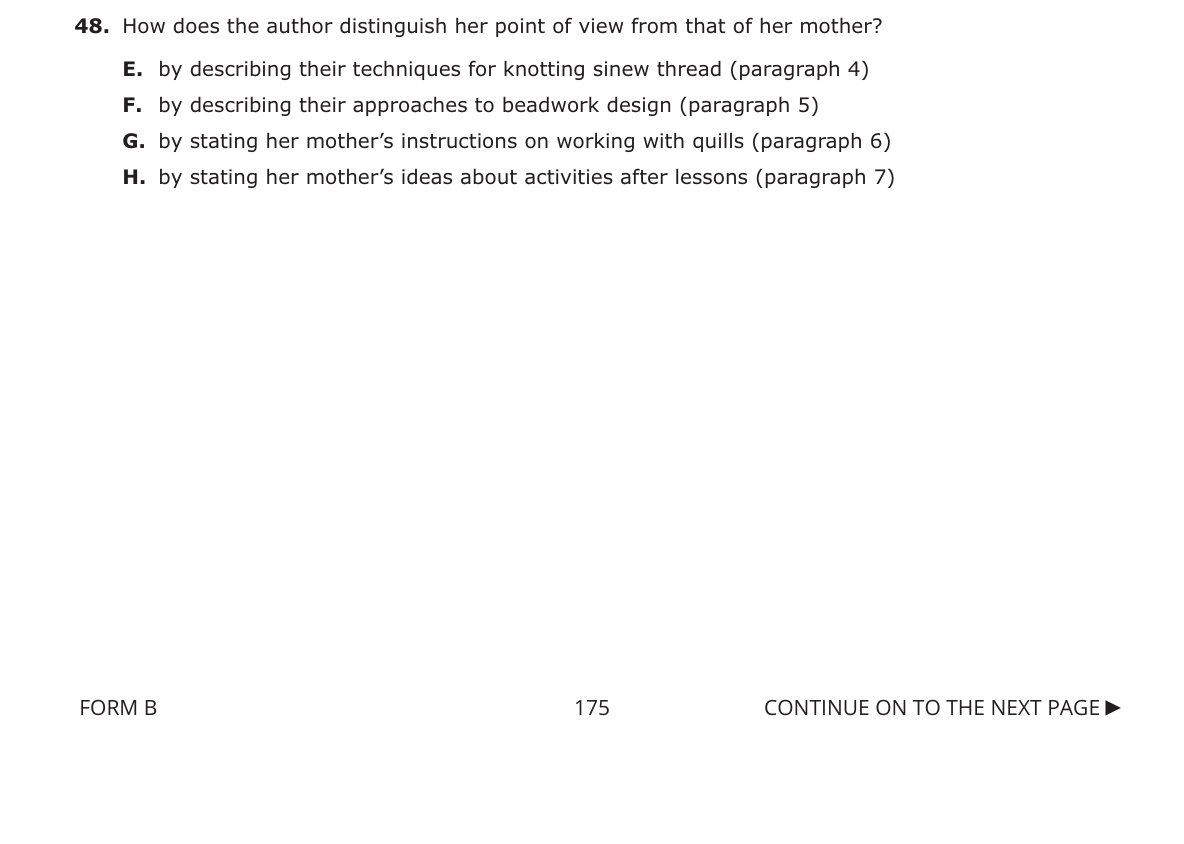 48. How does the author distinguish her point of view from that of her mother?
E. by describing their techniques for knotting sinew thread (paragraph 4)
F. by describing their approaches to beadwork design (paragraph 5)
G. by stating her mother’s instructions on working with quills (paragraph 6)
H. by stating her mother’s ideas about activities after lessons (paragraph 7)
FORM B 175 CONTINUE ON TO THE NEXT PAGE ►